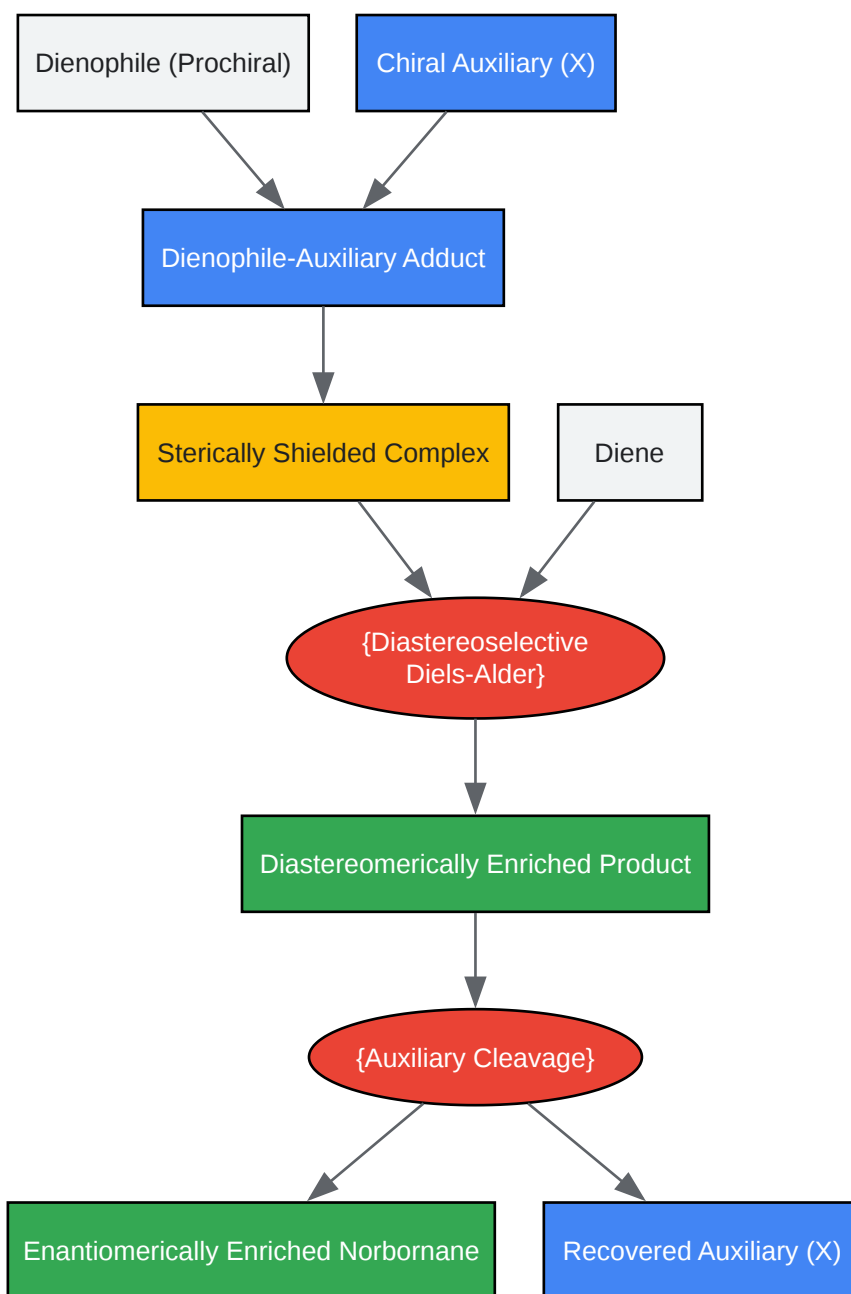 Dienophile (Prochiral)
Chiral Auxiliary (X)
Dienophile-Auxiliary Adduct
Sterically Shielded Complex
Diene
{Diastereoselective
Diels-Alder}
Diastereomerically Enriched Product
{Auxiliary Cleavage}
Enantiomerically Enriched Norbornane
Recovered Auxiliary (X)